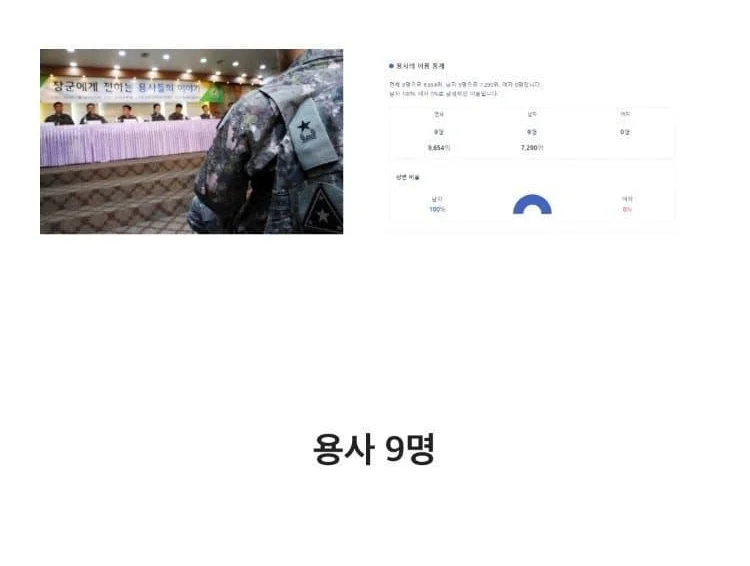 장군에게 전하는 용사들의 이야기
용사의 이름 통계
전체 9명으로 9,654위, 남자 9명으로 7,290위, 여자 0명입니다.
남자 100% 여자 0%로 남성적인 이름입니다.
전체 남자 여자
9명 9명 0명
9,654위 7,290위
성별 비율
남자 여자
100% 0%
용사 9명